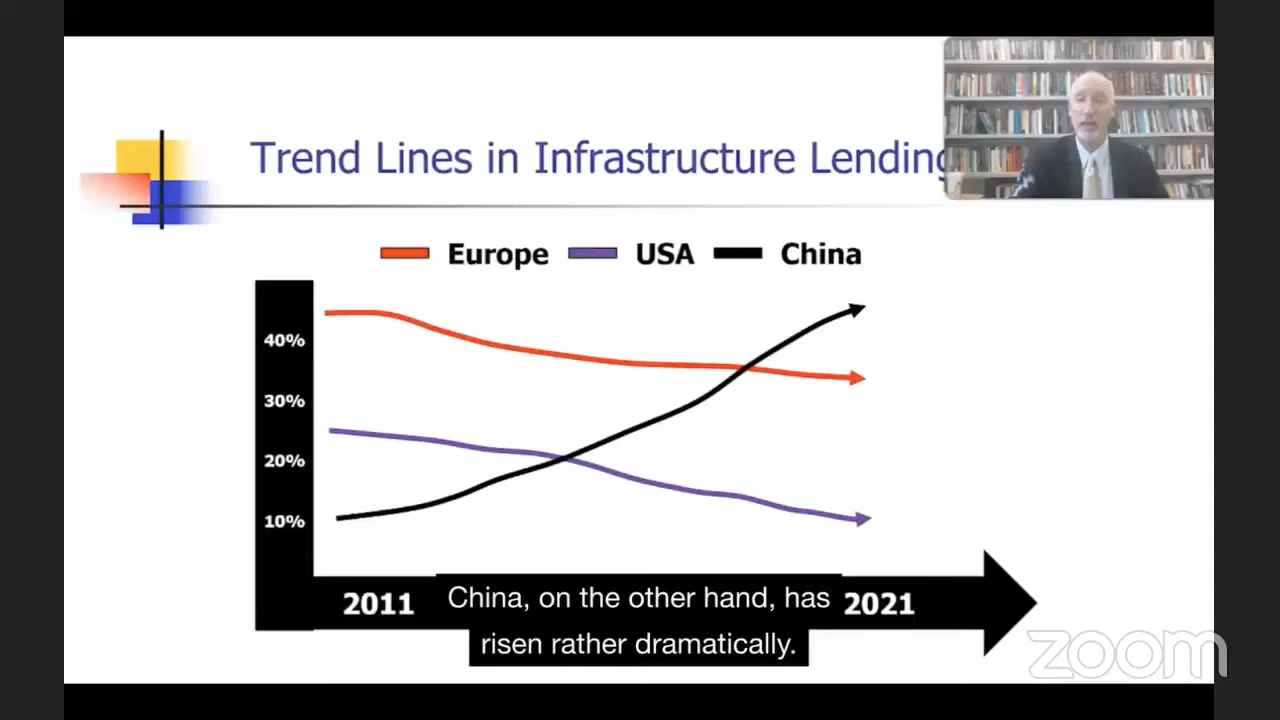 Trend Lines in Infrastructure Lending
Europe USA China
40%
30%
20%
10%
2011 2021
China, on the other hand, has
risen rather dramatically.
zoom